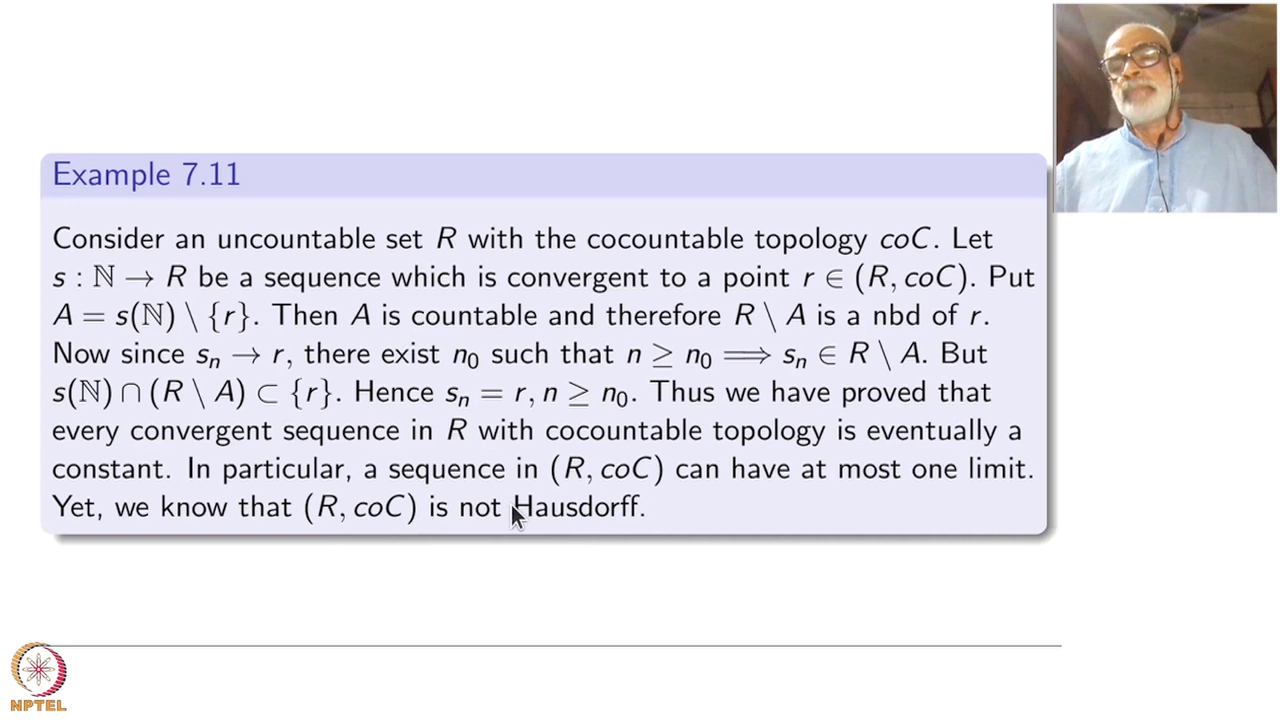 Example 7.11
Consider an uncountable set R with the cocountable topology coC. Let
s : ℕ → R be a sequence which is convergent to a point r ∈ (R, coC). Put
A = s(ℕ) \ {r}. Then A is countable and therefore R \ A is a nbd of r.
Now since sₙ → r, there exist n₀ such that n ≥ n₀ ⟹ sₙ ∈ R \ A. But
s(ℕ) ∩ (R \ A) ⊂ {r}. Hence sₙ = r, n ≥ n₀. Thus we have proved that
every convergent sequence in R with cocountable topology is eventually a
constant. In particular, a sequence in (R, coC) can have at most one limit.
Yet, we know that (R, coC) is not Hausdorff.
NPTEL